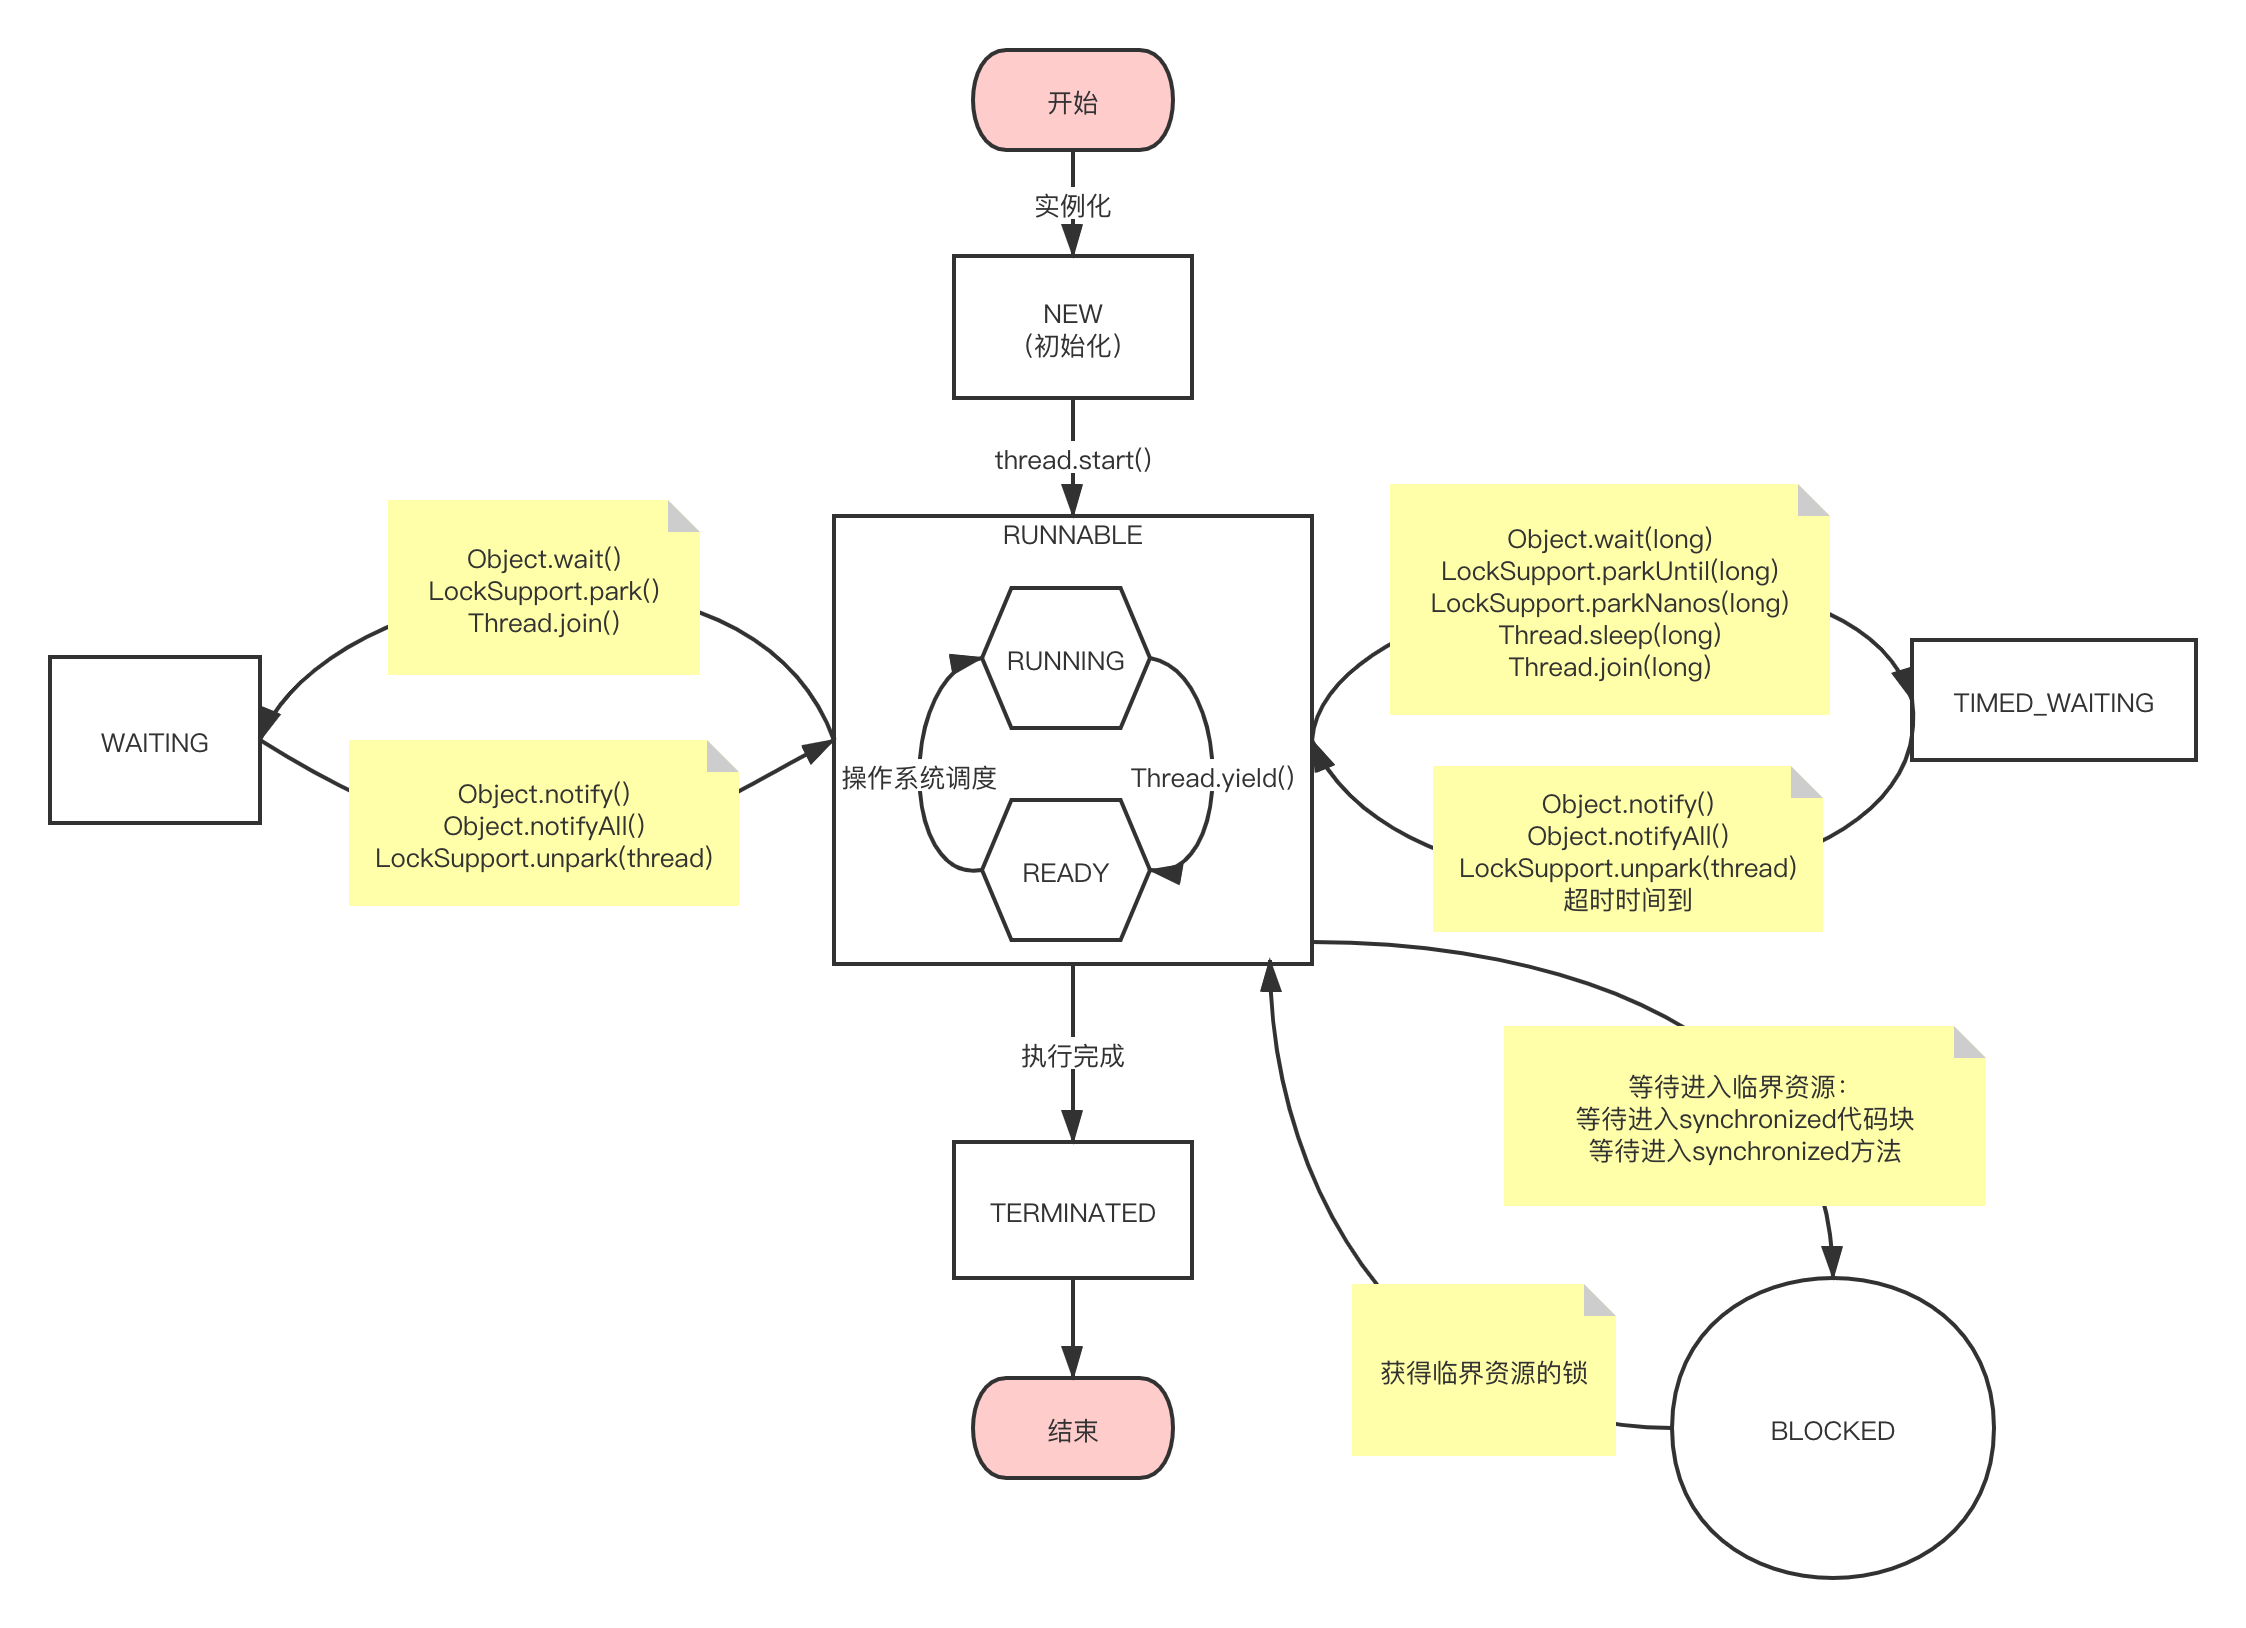 开始
实例化
NEW
（初始化）
thread.start()
RUNNABLE
Object.wait()
LockSupport.park()
Thread.join()
Object.wait(long)
LockSupport.parkUntil(long)
LockSupport.parkNanos(long)
Thread.sleep(long)
Thread.join(long)
RUNNING
WAITING
TIMED_WAITING
操作系统调度
Thread.yield()
Object.notify()
Object.notifyAll()
LockSupport.unpark(thread)
Object.notify()
Object.notifyAll()
LockSupport.unpark(thread)
超时时间到
READY
执行完成
等待进入临界资源：
等待进入synchronized代码块
等待进入synchronized方法
TERMINATED
获得临界资源的锁
结束
BLOCKED